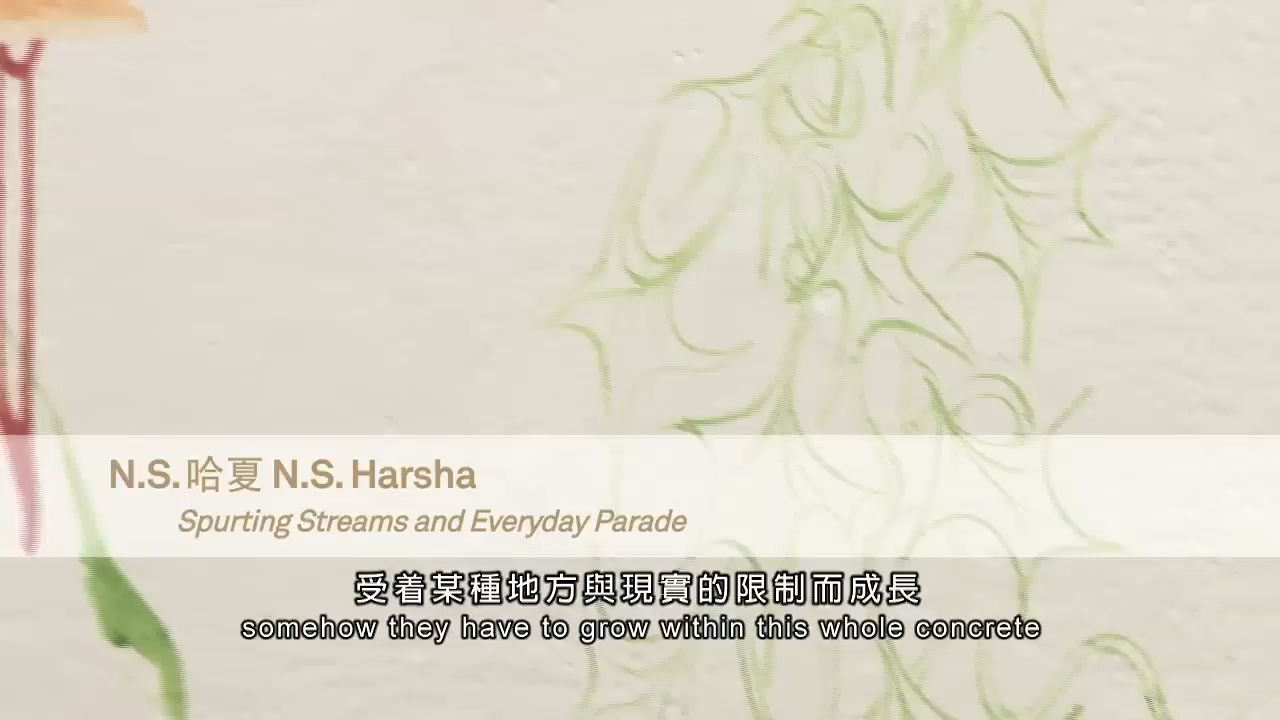 N.S.哈夏 N.S. Harsha
Spurting Streams and Everyday Parade
受着某種地方與現實的限制而成長
somehow they have to grow within this whole concrete